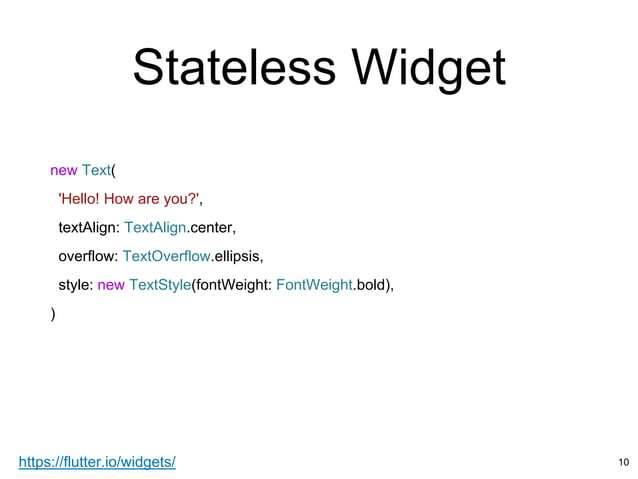 Stateless Widget
new Text(
'Hello! How are you?',
textAlign: TextAlign.center,
overflow: TextOverflow.ellipsis,
style: new TextStyle(fontWeight: FontWeight.bold),
)
https://flutter.io/widgets/
10